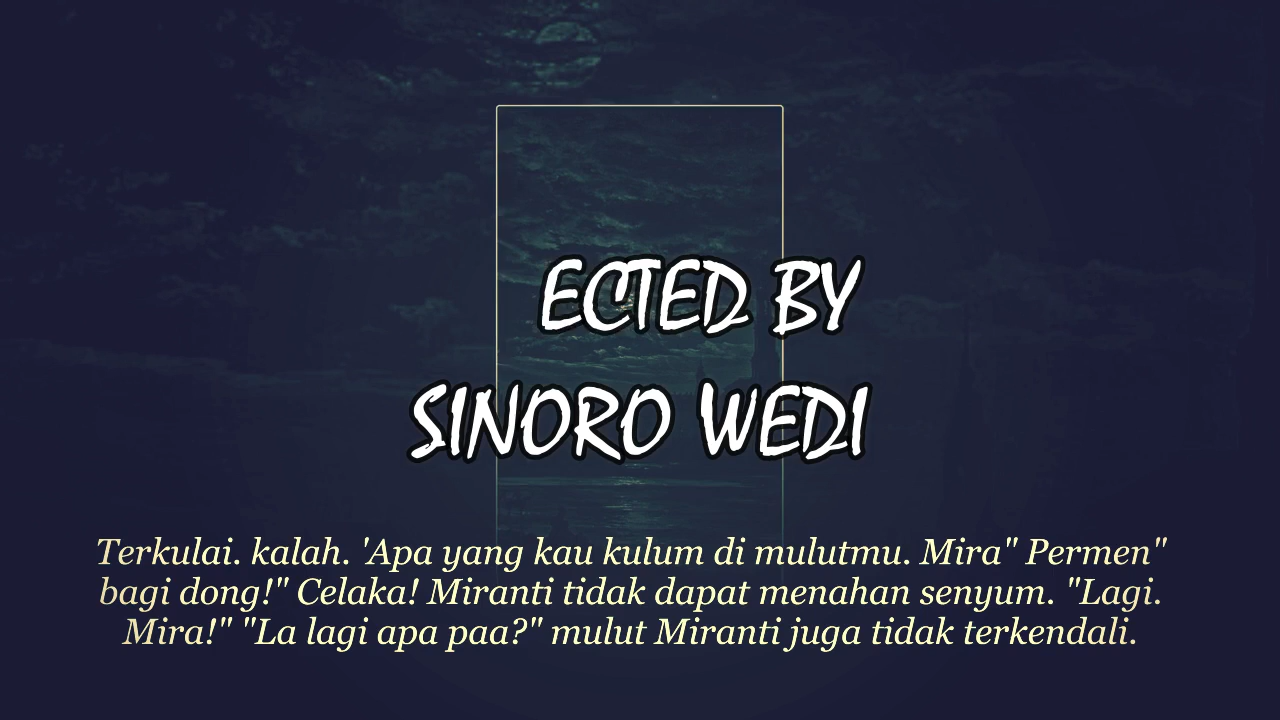 ECTED BY
SINORO WEDI
Terkulai. kalah. 'Apa yang kau kulum di mulutmu. Mira" Permen"
bagi dong!" Celaka! Miranti tidak dapat menahan senyum. "Lagi.
Mira!" "La lagi apa paa?" mulut Miranti juga tidak terkendali.